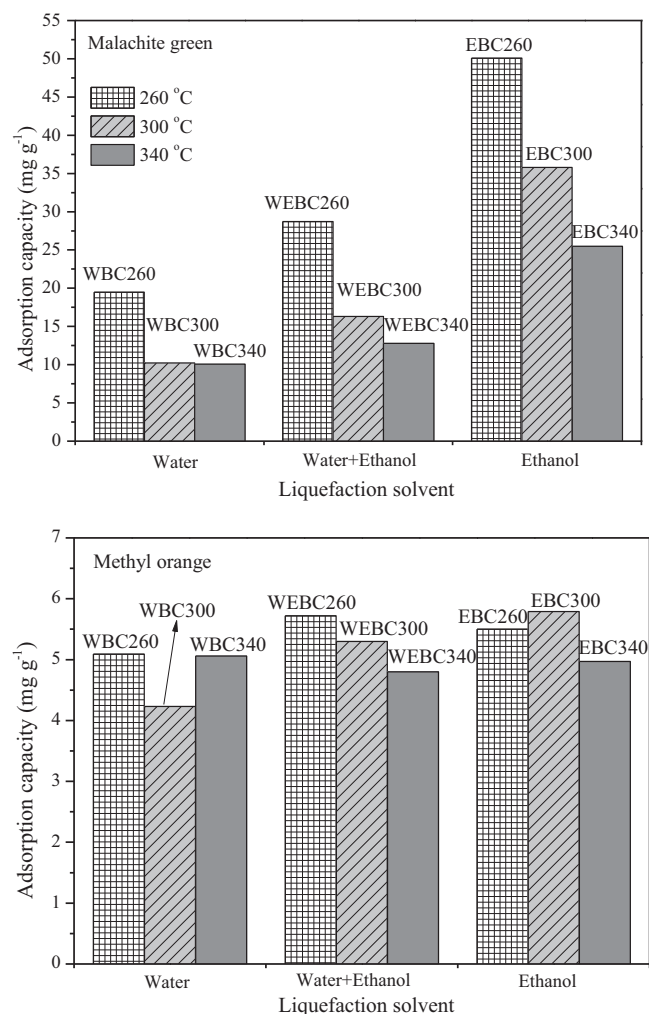 55
50
45
40
35
30
25
20
15
10
5
0
Adsorption capacity (mg g⁻¹)
Malachite green
260 °C
300 °C
340 °C
WBC260
WBC300
WBC340
WEBC260
WEBC300
WEBC340
EBC260
EBC300
EBC340
Water
Water+Ethanol
Ethanol
Liquefaction solvent
7
6
5
4
3
2
1
0
Adsorption capacity (mg g⁻¹)
Methyl orange
WBC260
WBC300
WBC340
WEBC260
WEBC300
WEBC340
EBC260
EBC300
EBC340
Water
Water+Ethanol
Ethanol
Liquefaction solvent